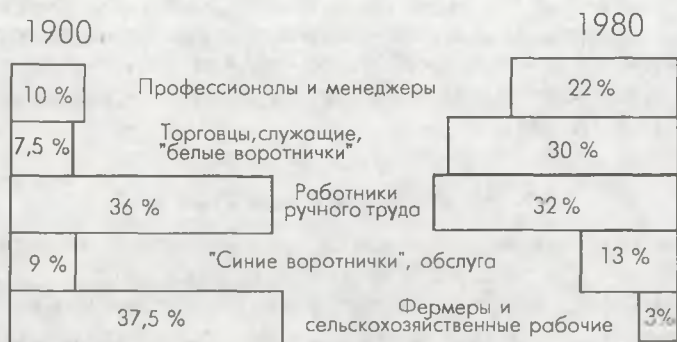 1900
1980
10 %
Профессионалы и менеджеры
22 %
7,5 %
Торговцы, служащие,
"белые воротнички"
30 %
36 %
Работники
ручного труда
32 %
9 %
"Синие воротнички", обслуга
13 %
37,5 %
Фермеры и
сельскохозяйственные рабочие
3%